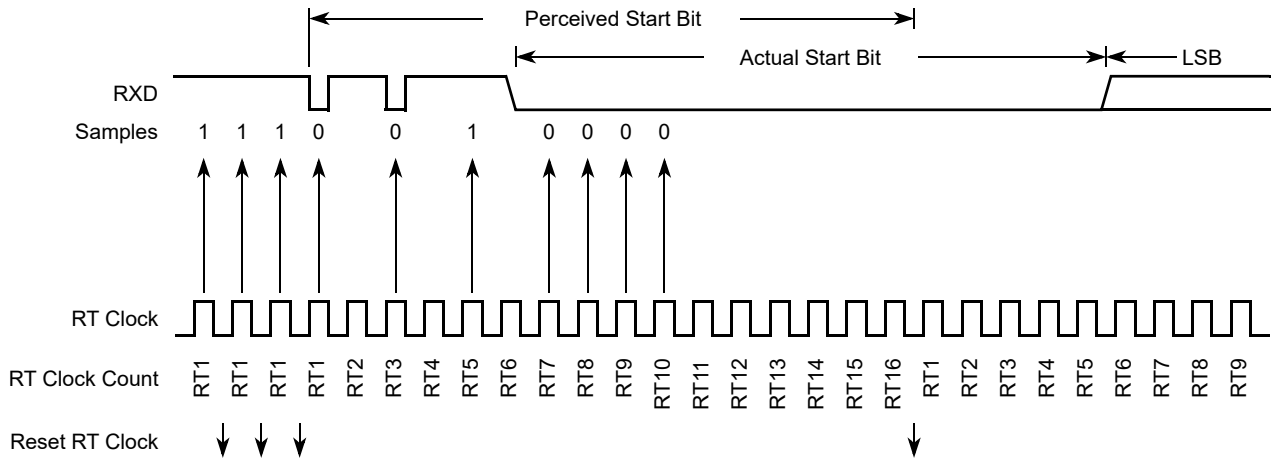 Perceived Start Bit
Actual Start Bit
LSB
RXD
Samples 1 1 1 0 0 1 0 0 0 0
RT Clock
RT Clock Count RT1 RT1 RT1 RT1 RT2 RT3 RT4 RT5 RT6 RT7 RT8 RT9 RT10 RT11 RT12 RT13 RT14 RT15 RT16 RT1 RT2 RT3 RT4 RT5 RT6 RT7 RT8 RT9
Reset RT Clock